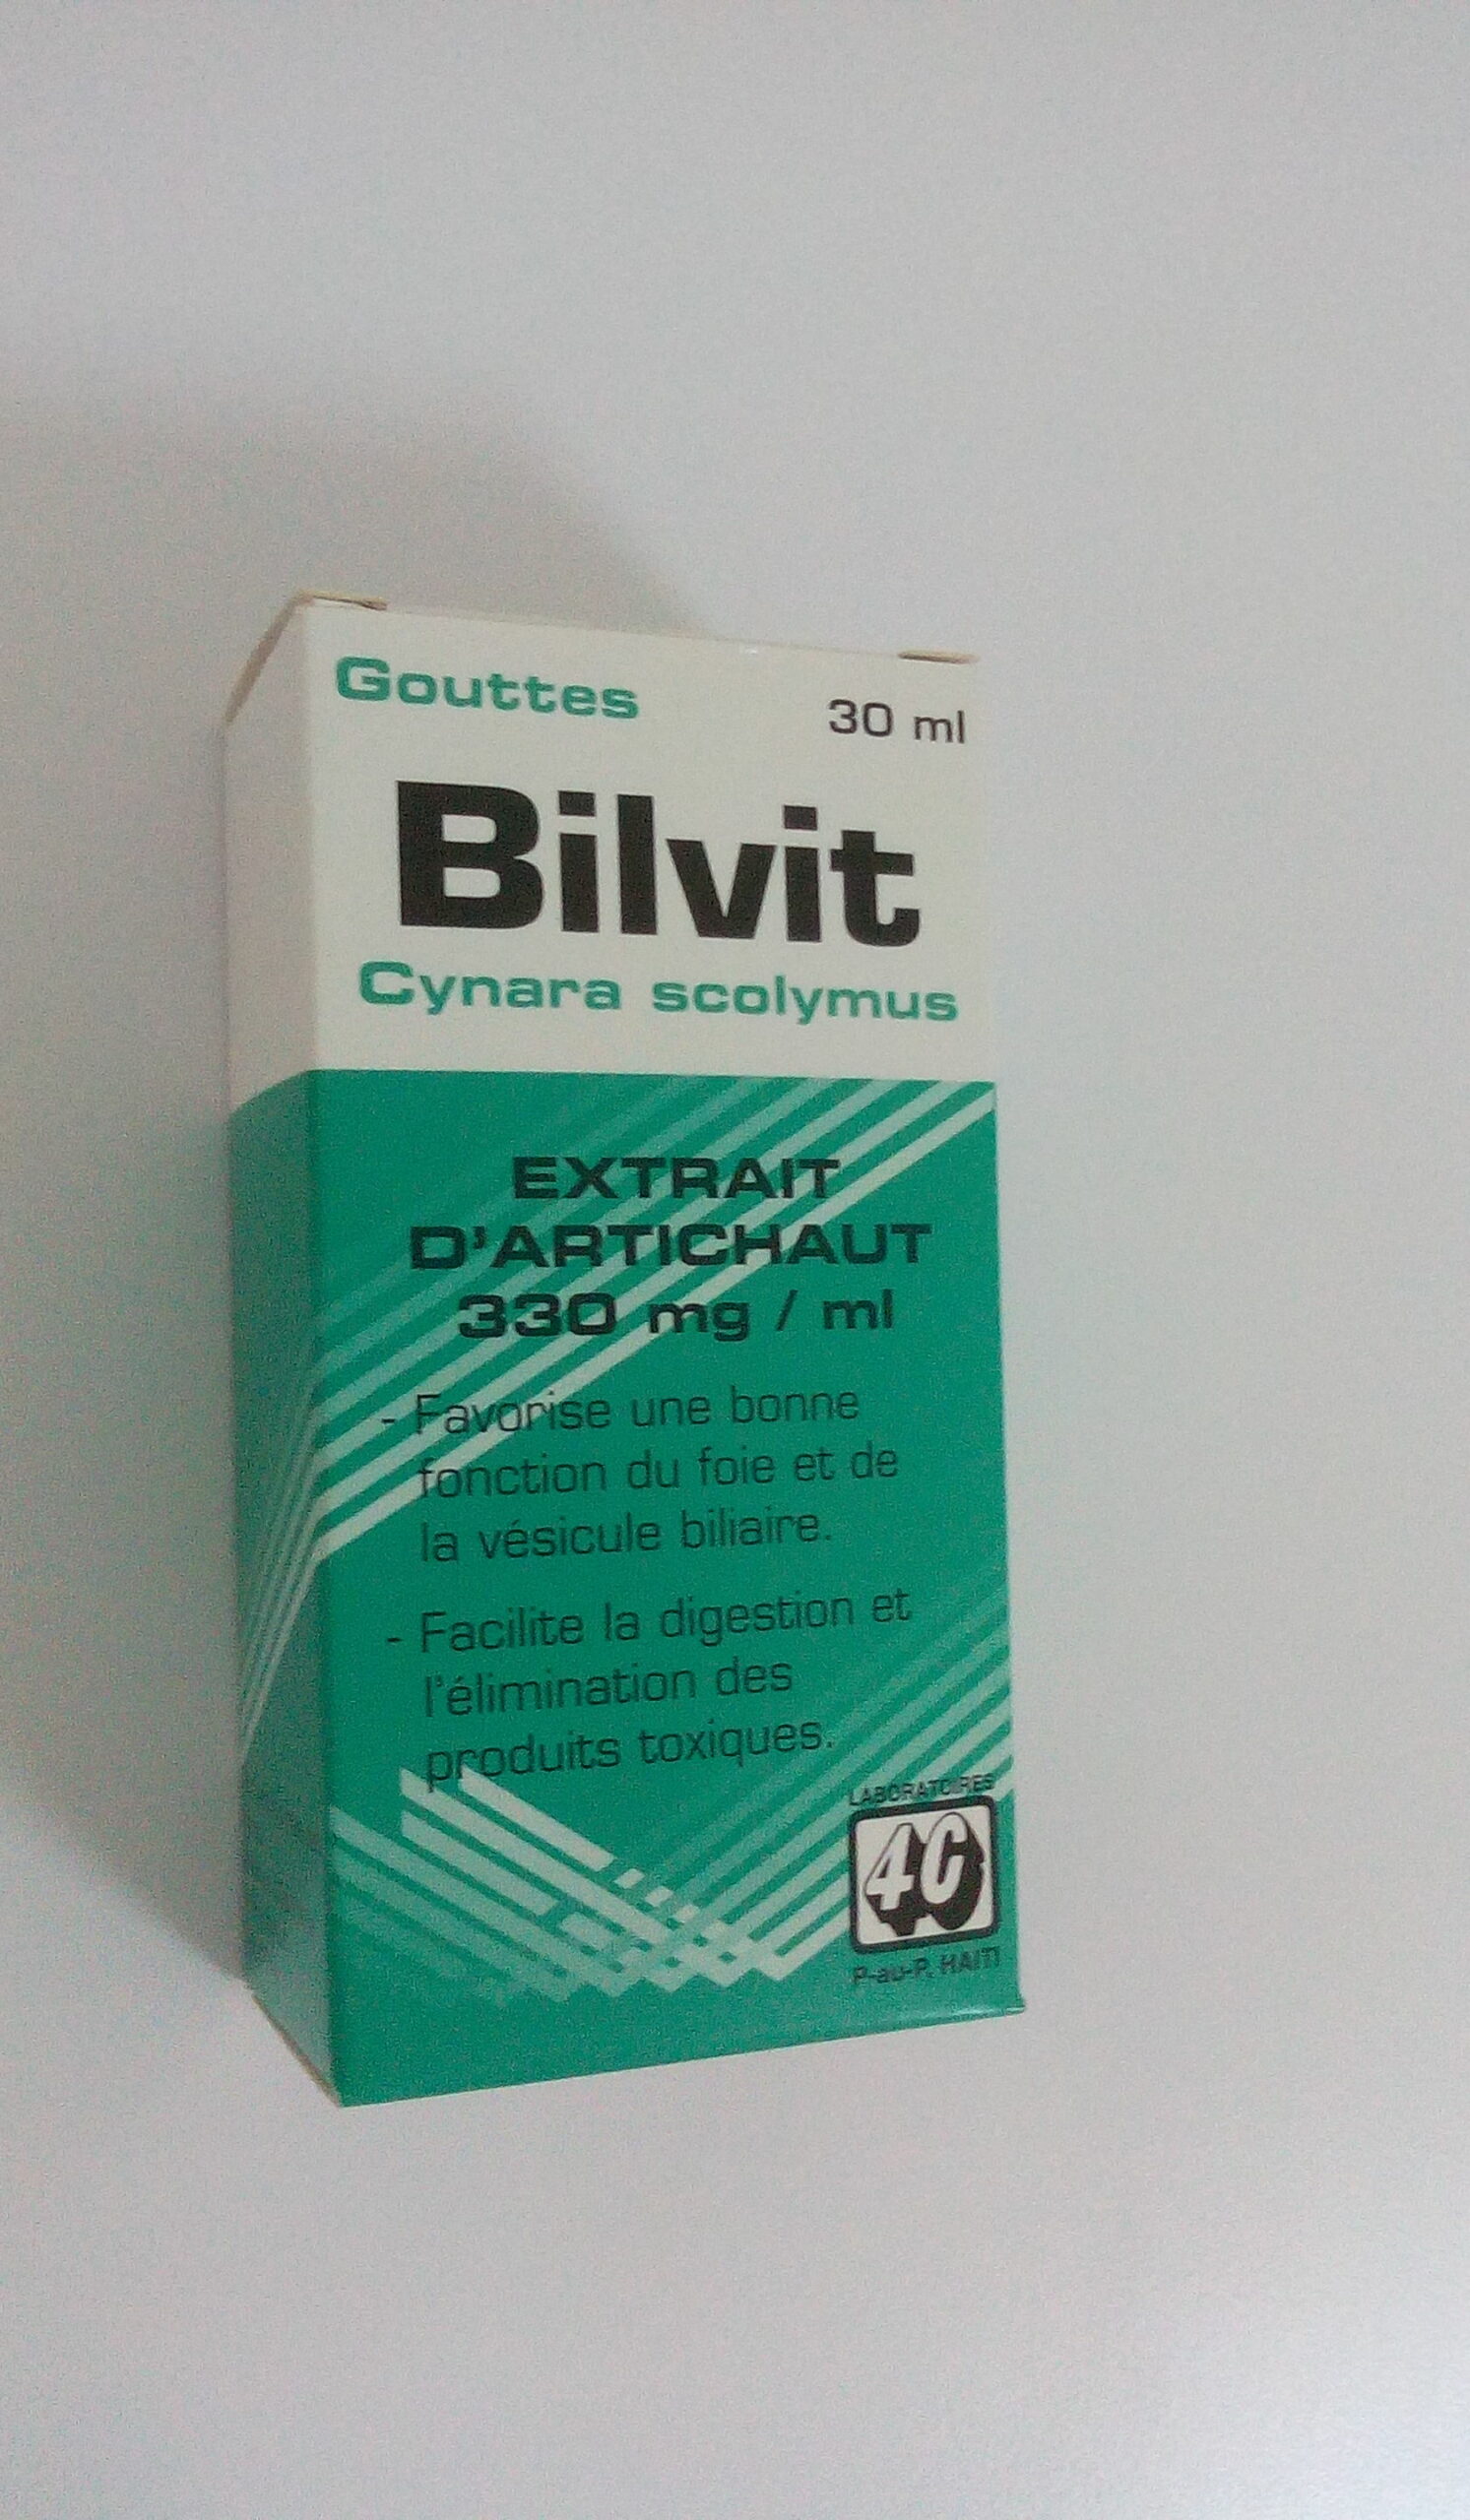 Gouttes
30 ml
Bilvit
Cynara scolymus
EXTRAIT
D'ARTICHAUT
330 mg / ml
- Favorise une bonne
fonction du foie et de
la vésicule biliaire.
- Facilite la digestion et
l'élimination des
produits toxiques.
LABORATOIRES
4C
P-au-P, HAITI